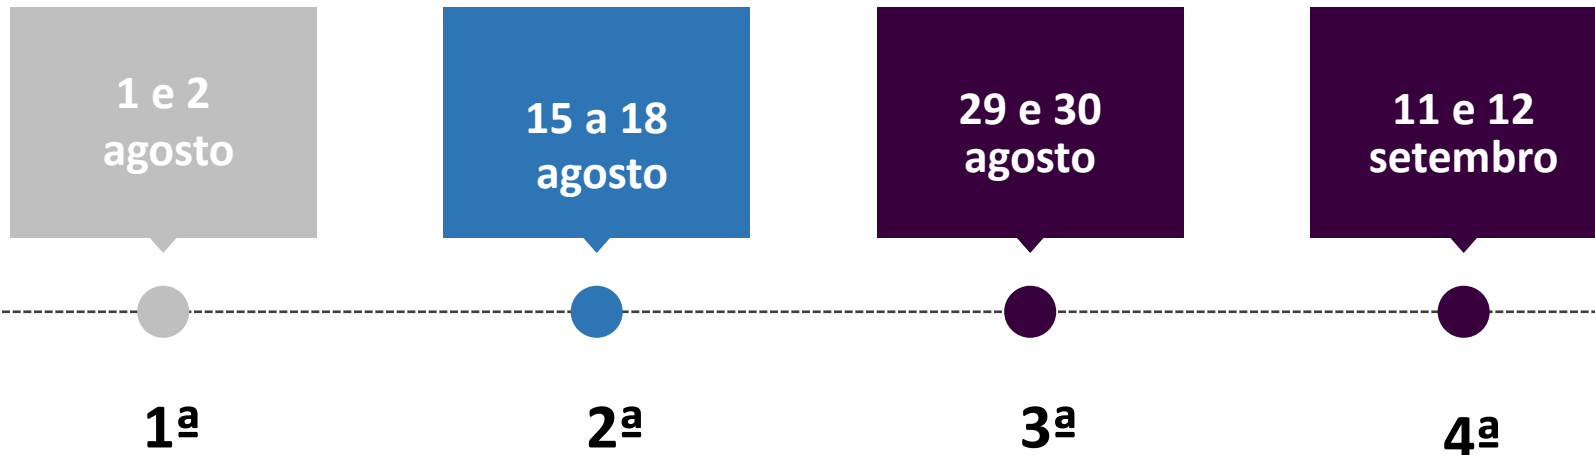 1 e 2
agosto
15 a 18
agosto
29 e 30
agosto
11 e 12
setembro
1ª
2ª
3ª
4ª